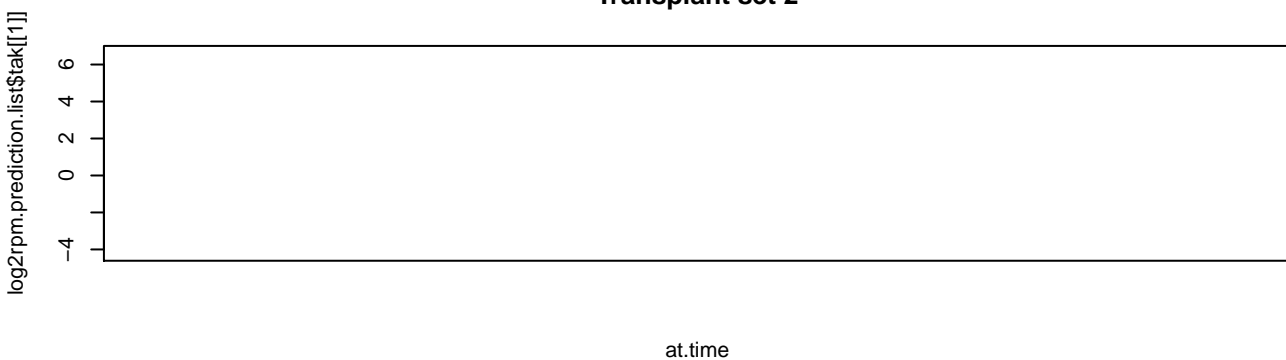 Transplant set 2
log2rpm.prediction.list$tak[[1]]
6
4
2
0
−4
at.time